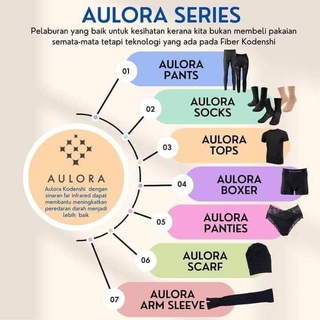 AULORA SERIES
Pelaburan yang baik untuk kesihatan kerana kita bukan membeli pakaian
semata-mata tetapi teknologi yang ada pada Fiber Kodenshi
01
AULORA
PANTS
02
AULORA
SOCKS
03
AULORA
TOPS
AULORA
Aulora Kodenshi dengan
sinaran far infrared dapat
membantu meningkatkan
peredaran darah menjadi
lebih baik
04
AULORA
BOXER
05
AULORA
PANTIES
06
AULORA
SCARF
07
AULORA
ARM SLEEVE